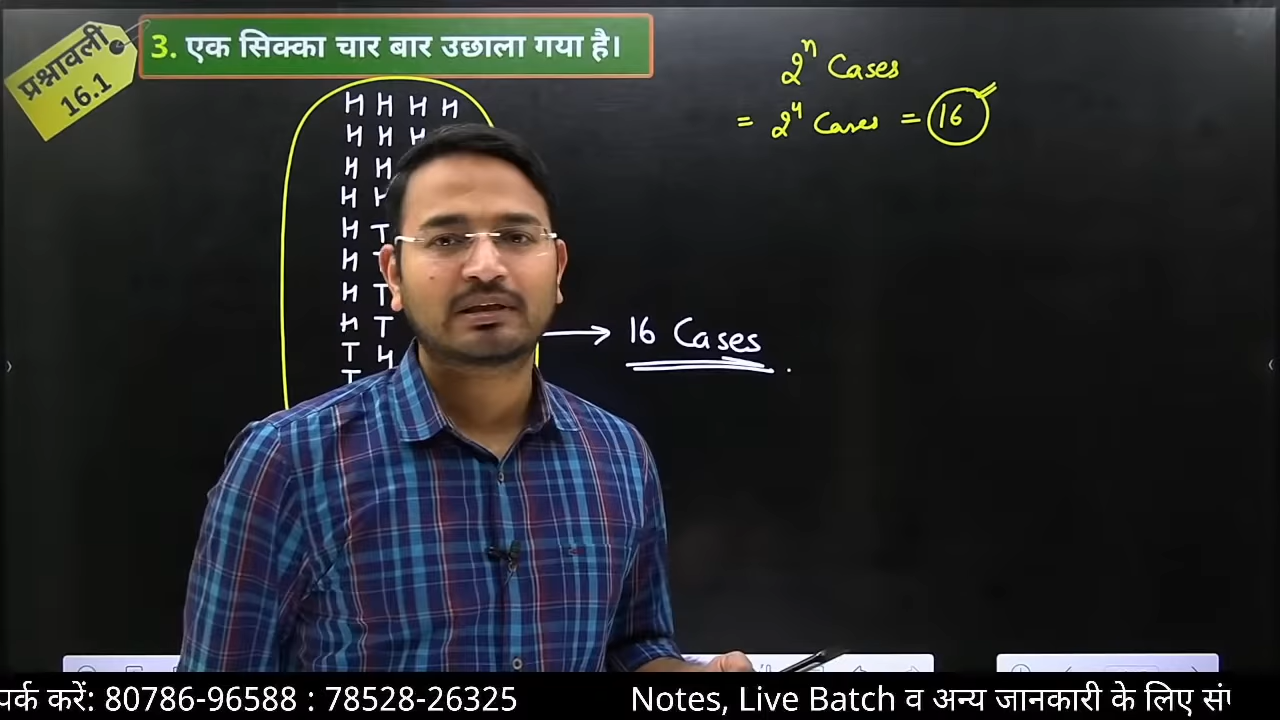 प्रश्नावली
16.1
3. एक सिक्का चार बार उछाला गया है।
2ⁿ Cases
= 2⁴ Cases = 16
H H H H
H H H
H H
H H
H T
H
H T
H T
T H
T
16 Cases
पर्क करें: 80786-96588 : 78528-26325 Notes, Live Batch व अन्य जानकारी के लिए सं